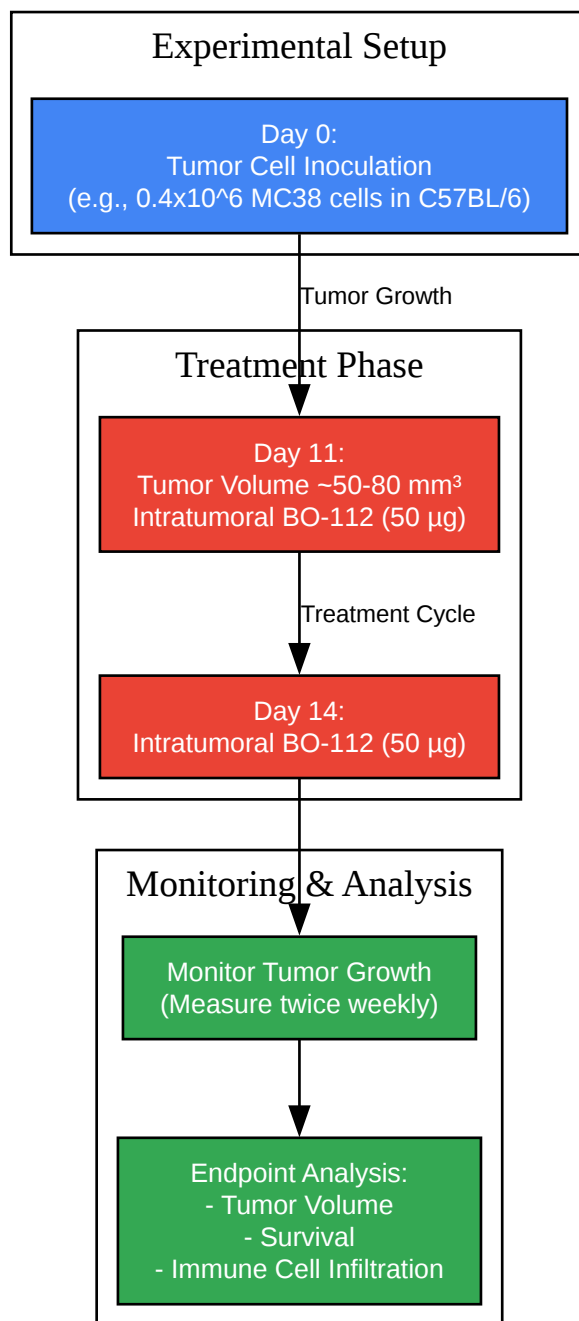 Experimental Setup
Day 0:
Tumor Cell Inoculation
(e.g., 0.4x10^6 MC38 cells in C57BL/6)
Tumor Growth
Treatment Phase
Day 11:
Tumor Volume ~50-80 mm³
Intratumoral BO-112 (50 µg)
Treatment Cycle
Day 14:
Intratumoral BO-112 (50 µg)
Monitoring & Analysis
Monitor Tumor Growth
(Measure twice weekly)
Endpoint Analysis:
- Tumor Volume
- Survival
- Immune Cell Infiltration